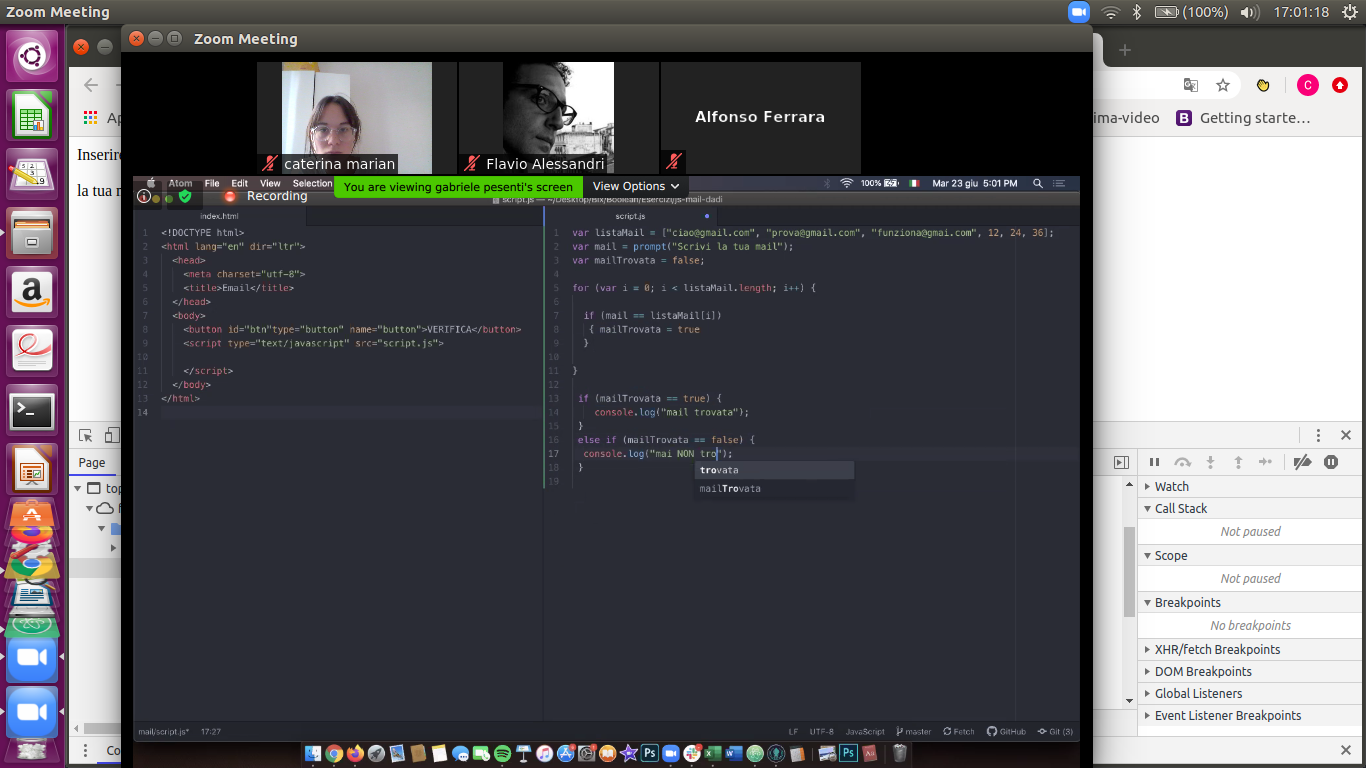 Zoom Meeting
(100%)
17:01:18
Zoom Meeting
Inserire
la tua
ima-video
Getting starte…
caterina marian
Flavio Alessandri
Alfonso Ferrara
Atom File Edit View Selection
You are viewing gabriele pesenti's screen
View Options
100%
Mar 23 giu 5:01 PM
Recording
script.js — ~/Desktop/Bix/Boolean/Esercizi/js-mail-dadi
index.html
script.js
1 <!DOCTYPE html>
2 <html lang="en" dir="ltr">
3 <head>
4 <meta charset="utf-8">
5 <title>Email</title>
6 </head>
7 <body>
8 <button id="btn"type="button" name="button">VERIFICA</button>
9 <script type="text/javascript" src="script.js">
10
11 </script>
12 </body>
13 </html>
14
1 var listaMail = ["ciao@gmail.com", "prova@gmail.com", "funziona@gmai.com", 12, 24, 36];
2 var mail = prompt("Scrivi la tua mail");
3 var mailTrovata = false;
4
5 for (var i = 0; i < listaMail.length; i++) {
6
7 if (mail == listaMail[i])
8 { mailTrovata = true
9 }
10
11 }
12
13 if (mailTrovata == true) {
14 console.log("mail trovata");
15 }
16 else if (mailTrovata == false) {
17 console.log("mai NON tro");
18 }
19
trovata
mailTrovata
mail/script.js* 17:27
LF UTF-8 JavaScript master Fetch GitHub Git (3)
Page
top
Co
Watch
Call Stack
Not paused
Scope
Not paused
Breakpoints
No breakpoints
XHR/fetch Breakpoints
DOM Breakpoints
Global Listeners
Event Listener Breakpoints